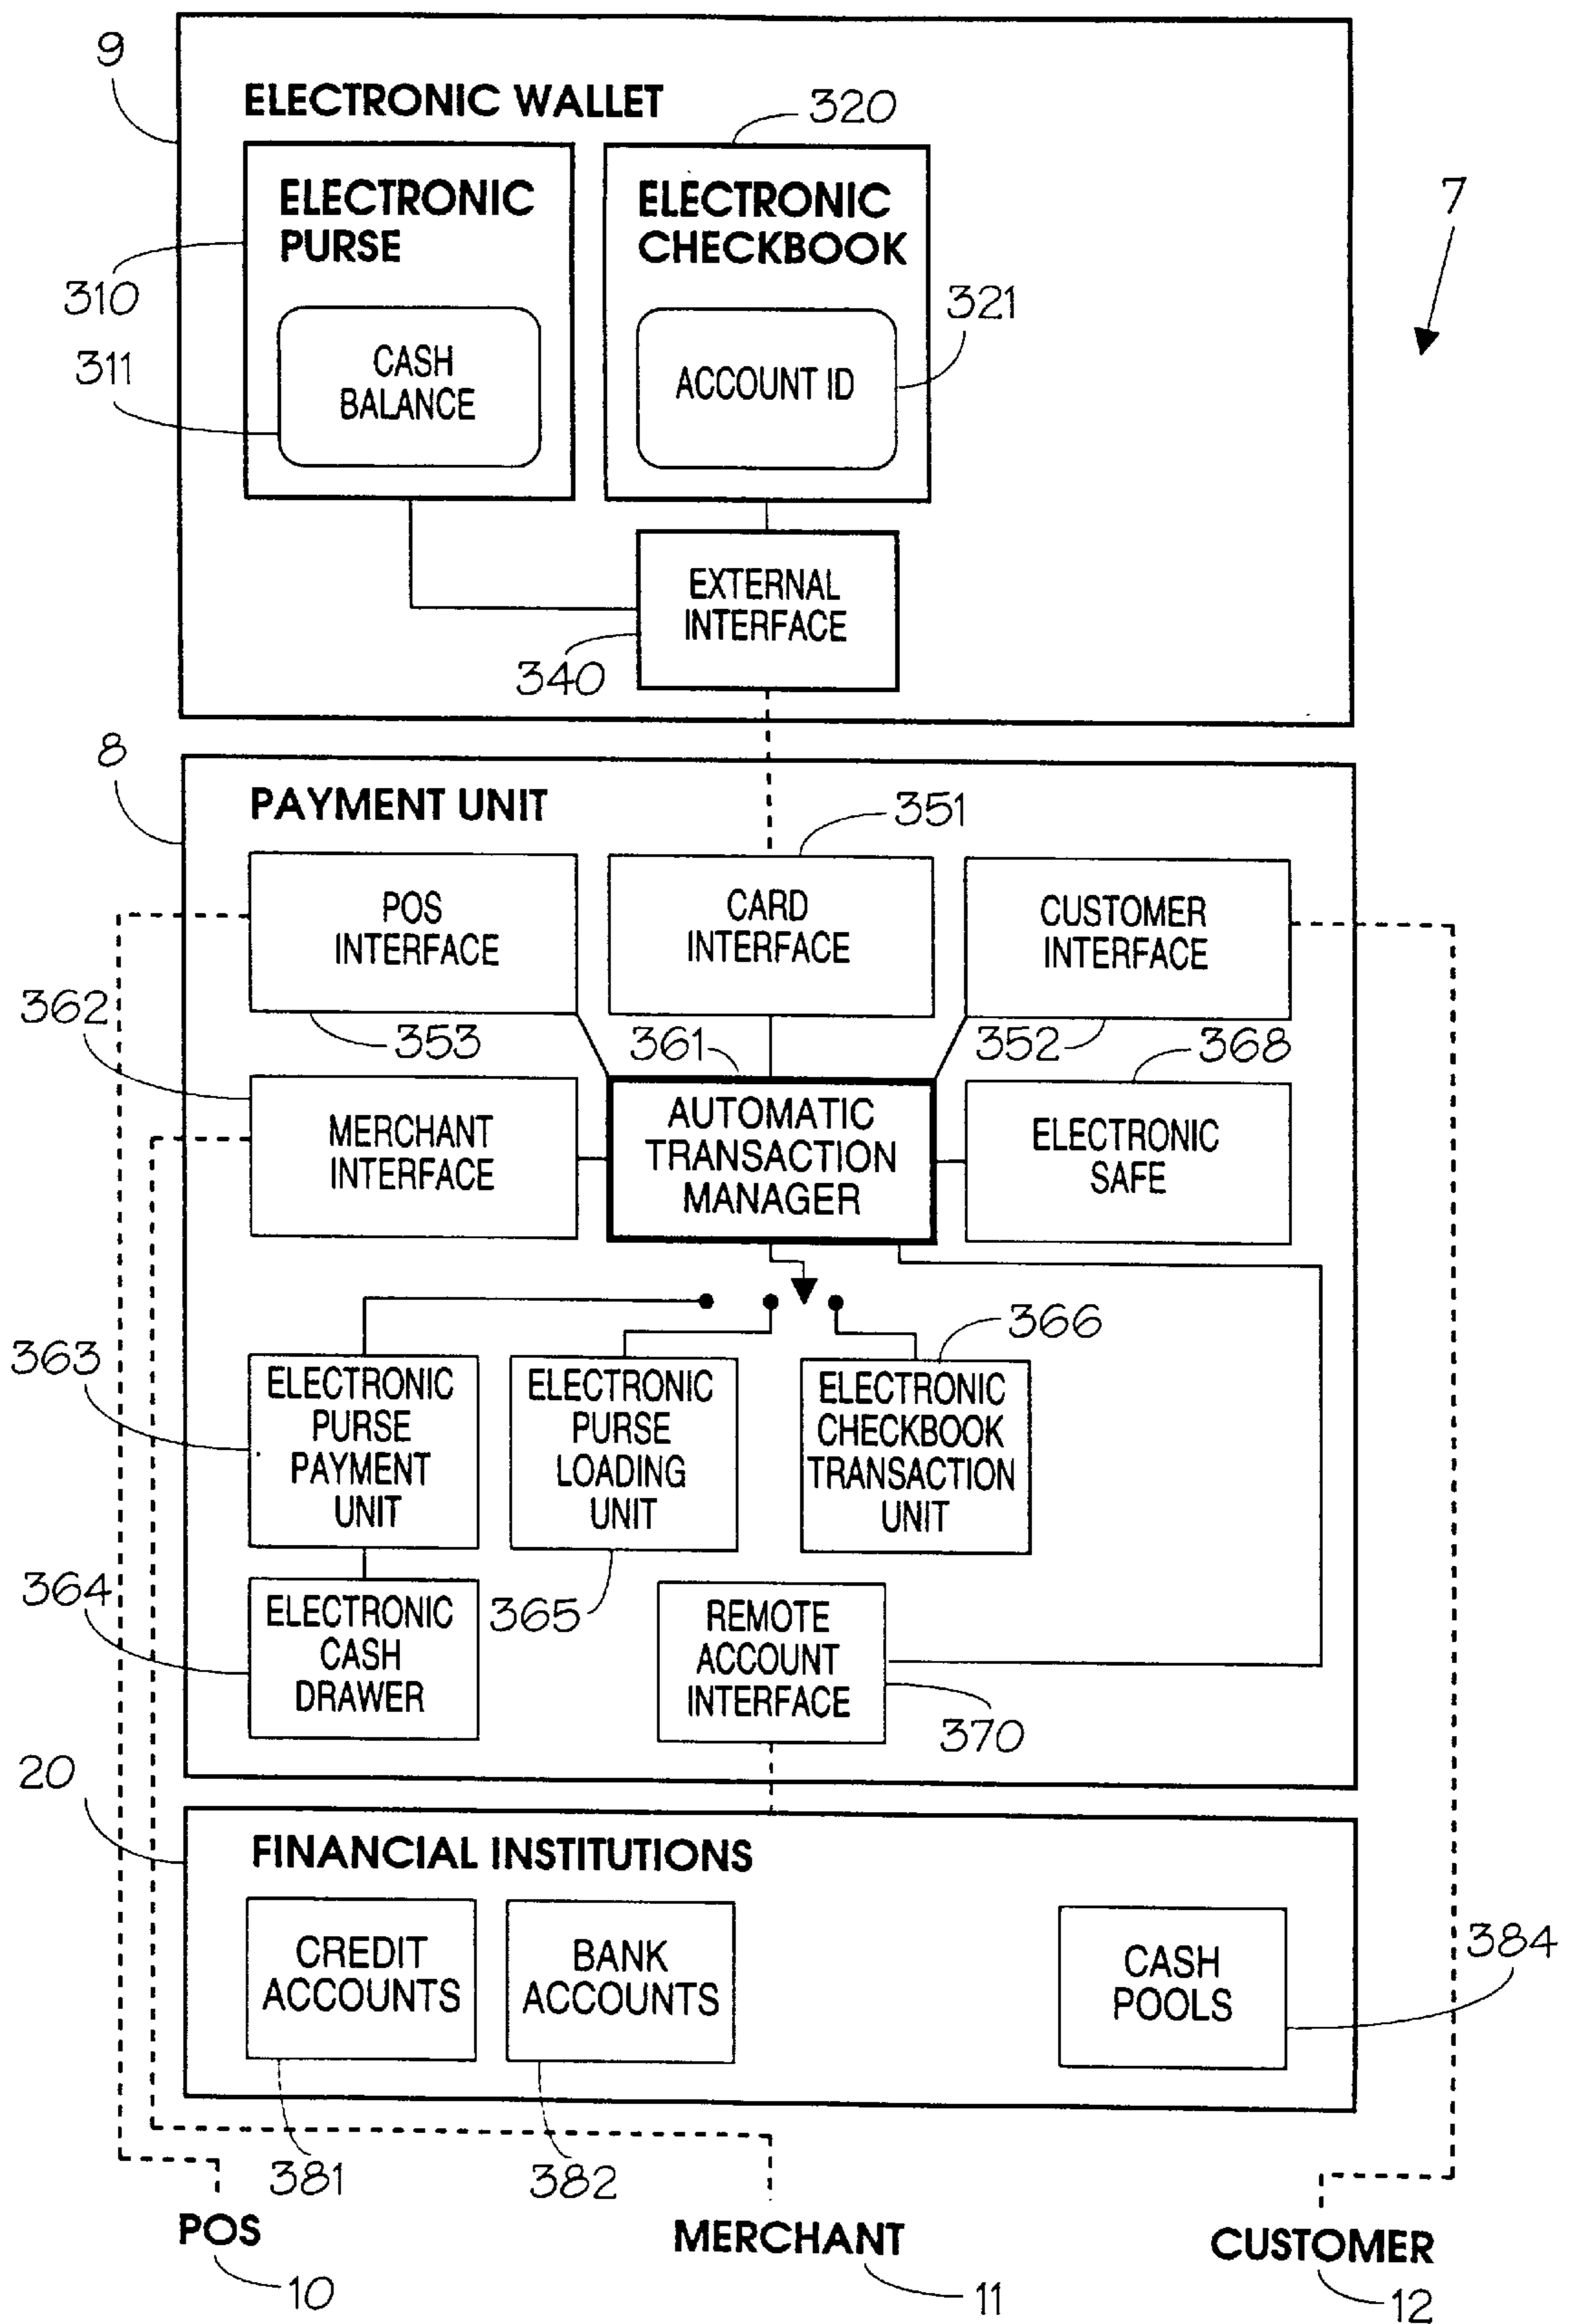 9
ELECTRONIC WALLET
320
ELECTRONIC
PURSE
ELECTRONIC
CHECKBOOK
7
310
311
CASH
BALANCE
321
ACCOUNT ID
EXTERNAL
INTERFACE
340
8
PAYMENT UNIT
351
POS
INTERFACE
CARD
INTERFACE
CUSTOMER
INTERFACE
362
353
361
352
368
MERCHANT
INTERFACE
AUTOMATIC
TRANSACTION
MANAGER
ELECTRONIC
SAFE
366
363
ELECTRONIC
PURSE
PAYMENT
UNIT
ELECTRONIC
PURSE
LOADING
UNIT
ELECTRONIC
CHECKBOOK
TRANSACTION
UNIT
364
ELECTRONIC
CASH
DRAWER
365
REMOTE
ACCOUNT
INTERFACE
370
20
FINANCIAL INSTITUTIONS
CREDIT
ACCOUNTS
BANK
ACCOUNTS
CASH
POOLS
384
381
382
POS
MERCHANT
CUSTOMER
10
11
12